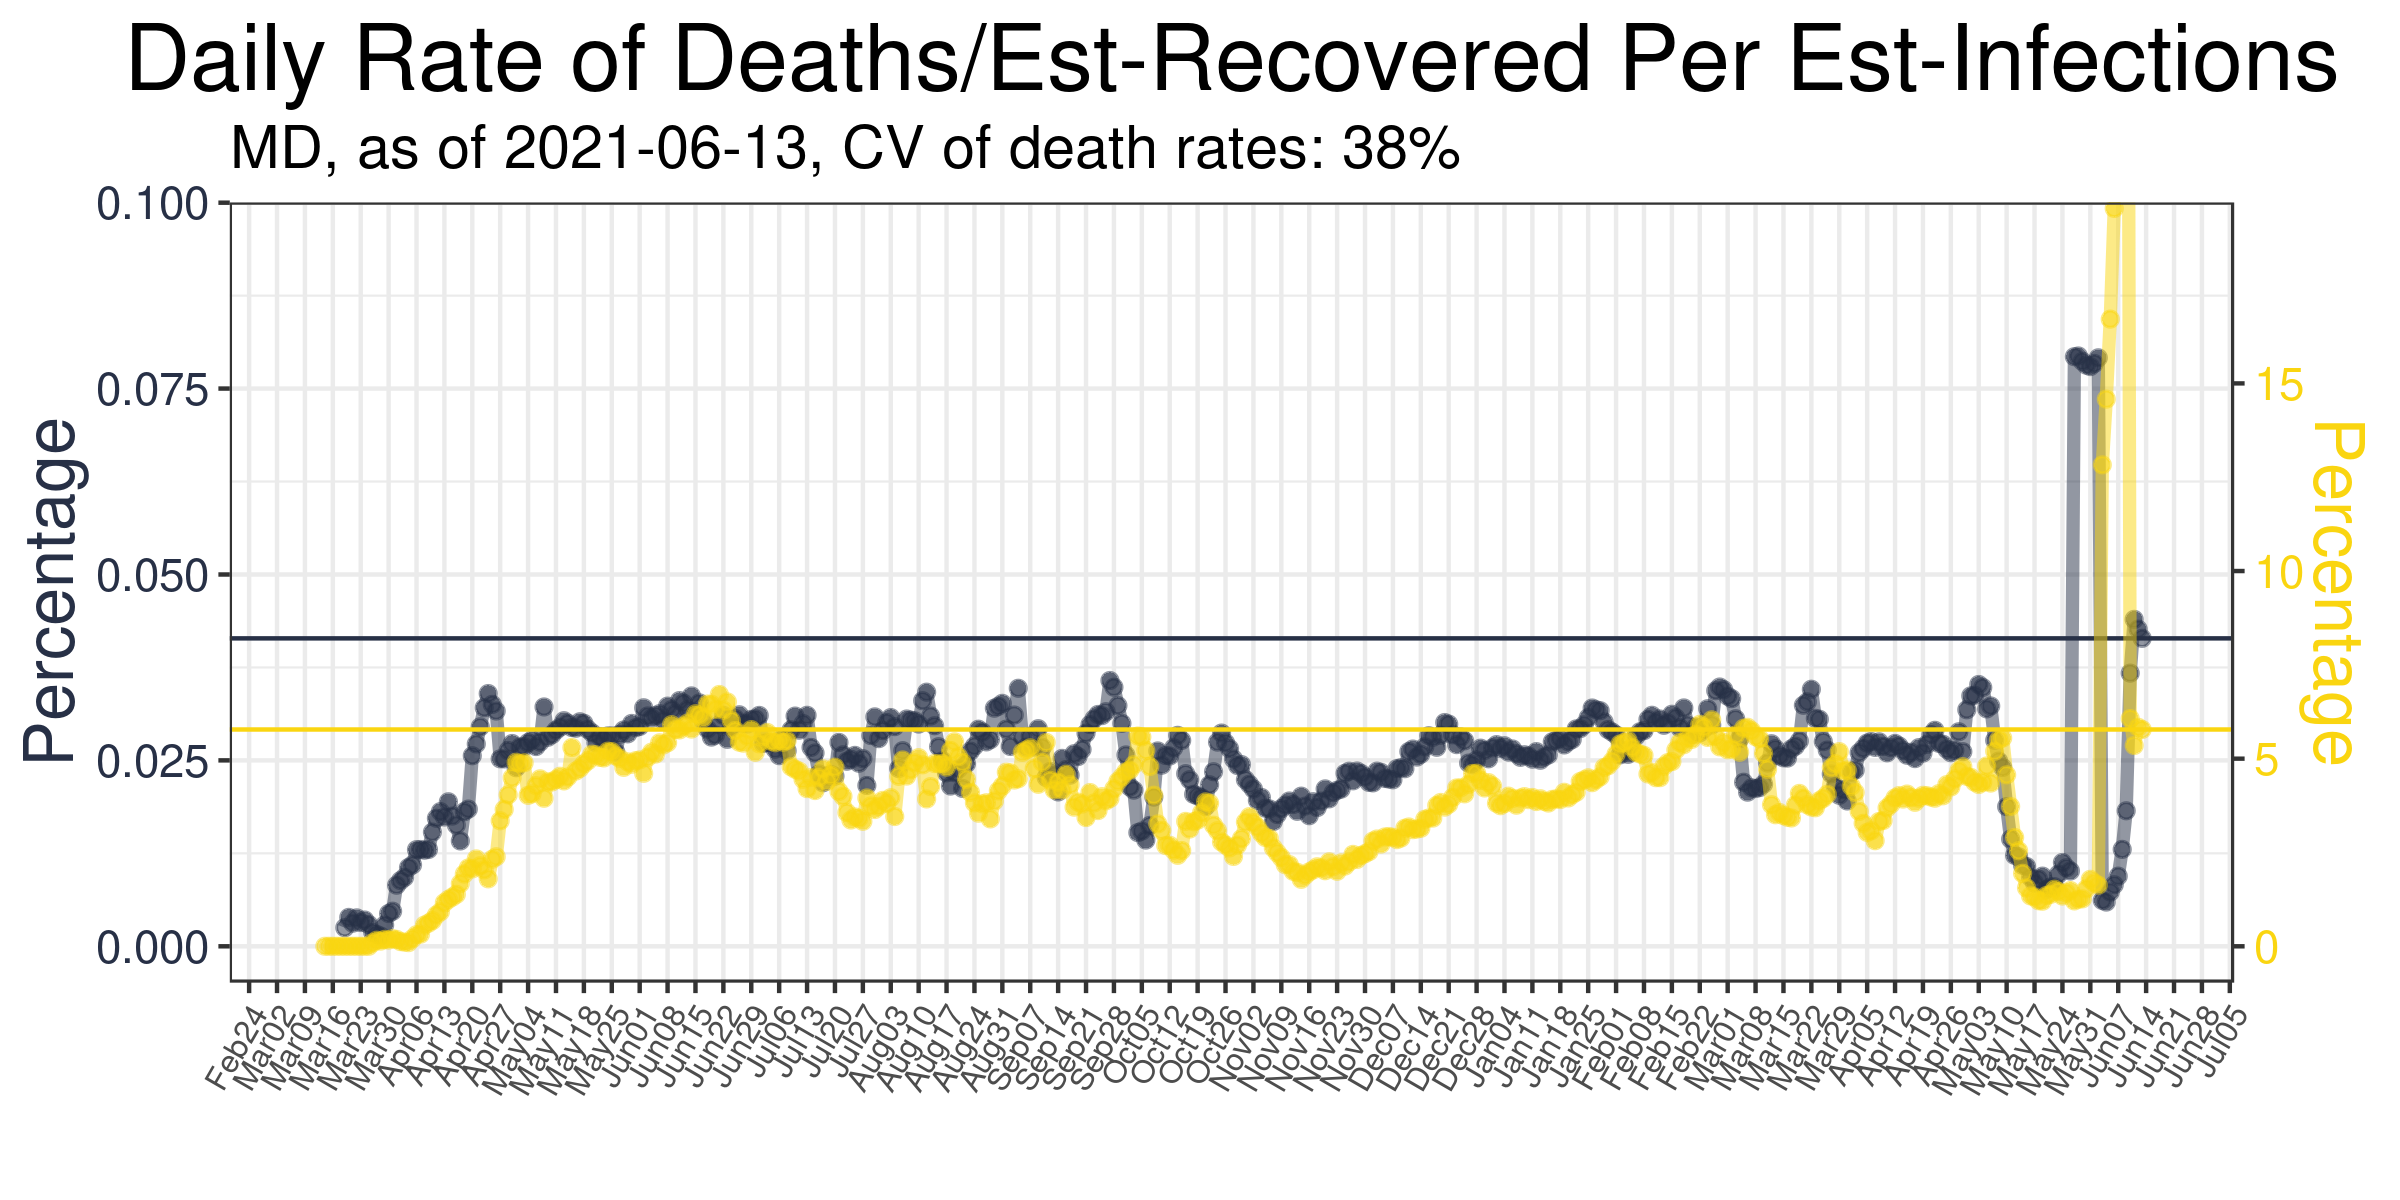 Daily Rate of Deaths/Est-Recovered Per Est-Infections
MD, as of 2021-06-13, CV of death rates: 38%
Percentage
0.100
0.075
0.050
0.025
0.000
15
10
5
0
Percentage
Feb24
Mar02
Mar09
Mar16
Mar23
Mar30
Apr06
Apr13
Apr20
Apr27
May04
May11
May18
May25
Jun01
Jun08
Jun15
Jun22
Jun29
Jul06
Jul13
Jul20
Jul27
Aug03
Aug10
Aug17
Aug24
Aug31
Sep07
Sep14
Sep21
Sep28
Oct05
Oct12
Oct19
Oct26
Nov02
Nov09
Nov16
Nov23
Nov30
Dec07
Dec14
Dec21
Dec28
Jan04
Jan11
Jan18
Jan25
Feb01
Feb08
Feb15
Feb22
Mar01
Mar08
Mar15
Mar22
Mar29
Apr05
Apr12
Apr19
Apr26
May03
May10
May17
May24
May31
Jun07
Jun14
Jun21
Jun28
Jul05